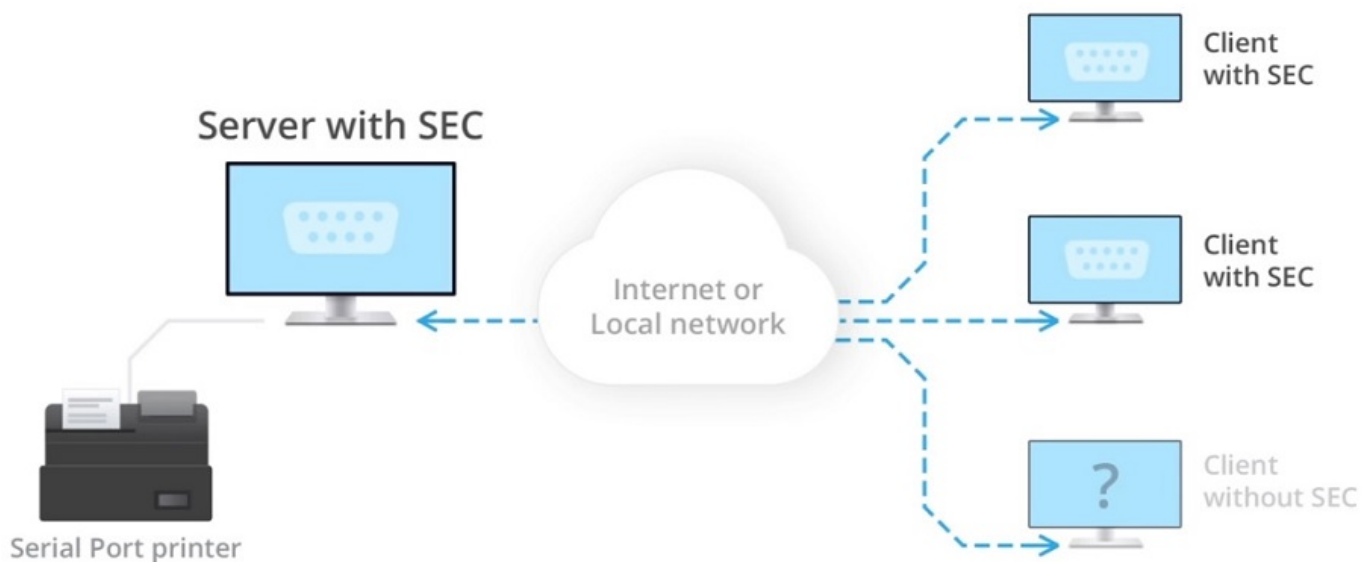 Server with SEC
Serial Port printer
Internet or
Local network
Client
with SEC
Client
with SEC
?
Client
without SEC